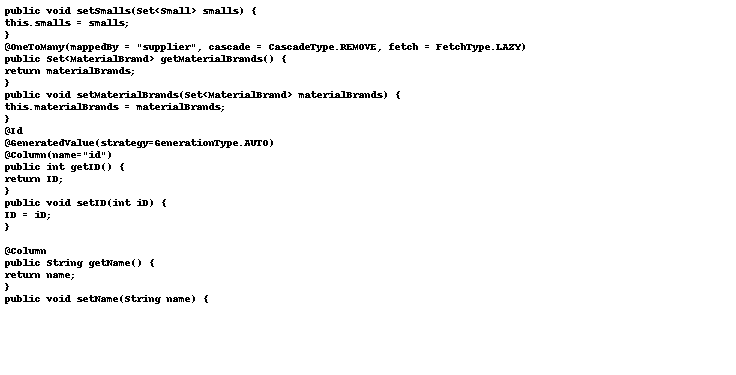 public void setSmalls(Set<Small> smalls) {
this.smalls = smalls;
}
@OneToMany(mappedBy = "supplier", cascade = CascadeType.REMOVE, fetch = FetchType.LAZY)
public Set<MaterialBrand> getMaterialBrands() {
return materialBrands;
}
public void setMaterialBrands(Set<MaterialBrand> materialBrands) {
this.materialBrands = materialBrands;
}
@Id
@GeneratedValue(strategy=GenerationType.AUTO)
@Column(name="id")
public int getID() {
return ID;
}
public void setID(int iD) {
ID = iD;
}
@Column
public String getName() {
return name;
}
public void setName(String name) {